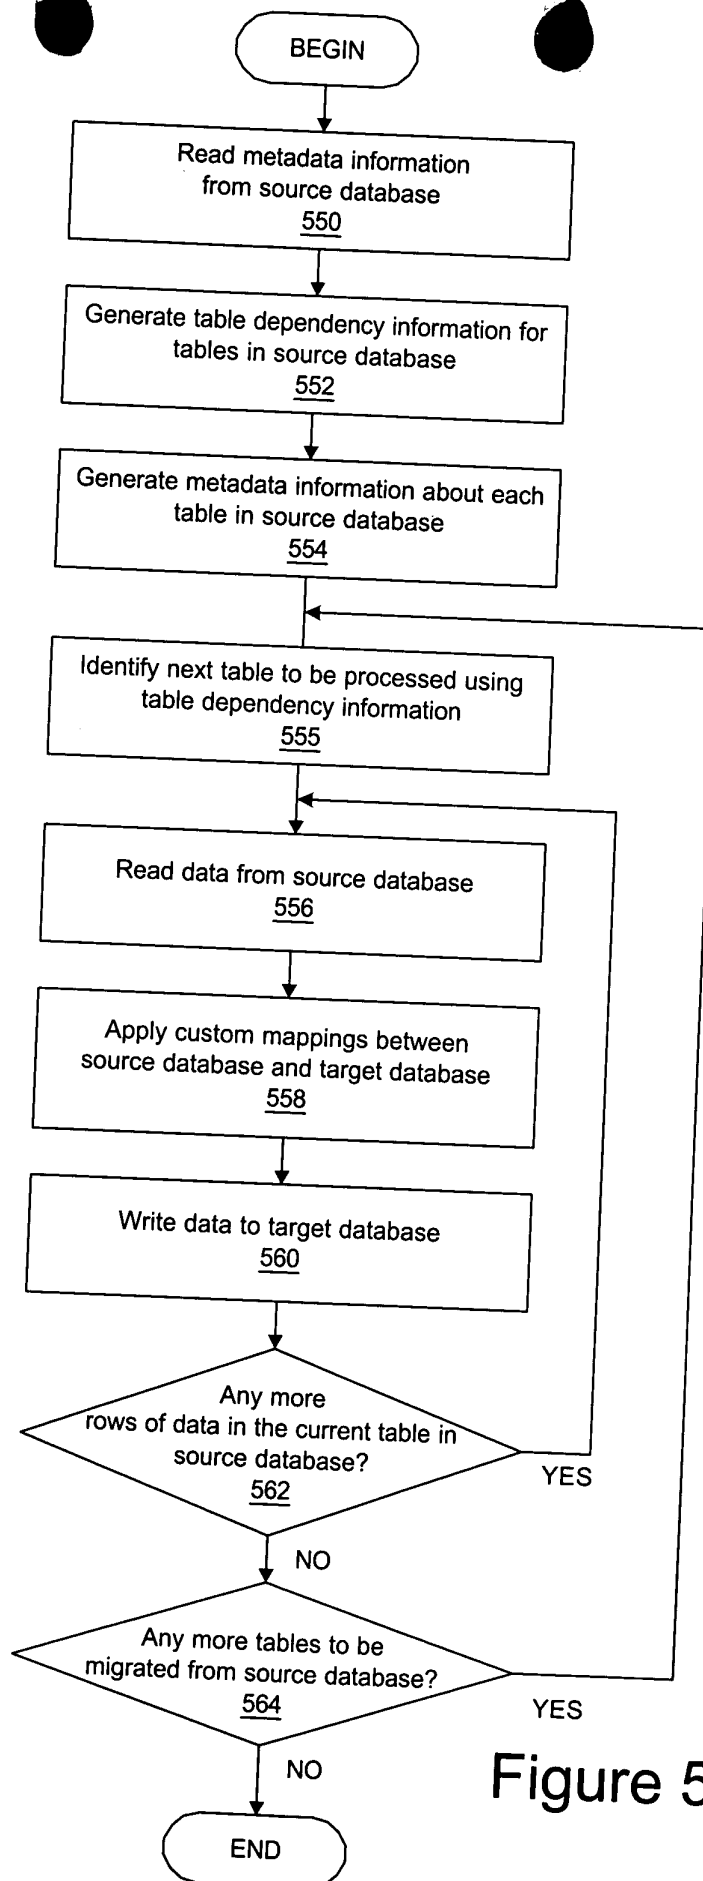 BEGIN
Read metadata information
from source database
550
Generate table dependency information for
tables in source database
552
Generate metadata information about each
table in source database
554
Identify next table to be processed using
table dependency information
555
Read data from source database
556
Apply custom mappings between
source database and target database
558
Write data to target database
560
Any more
rows of data in the current table in
source database?
562
YES
NO
Any more tables to be
migrated from source database?
564
YES
NO
Figure 5
END